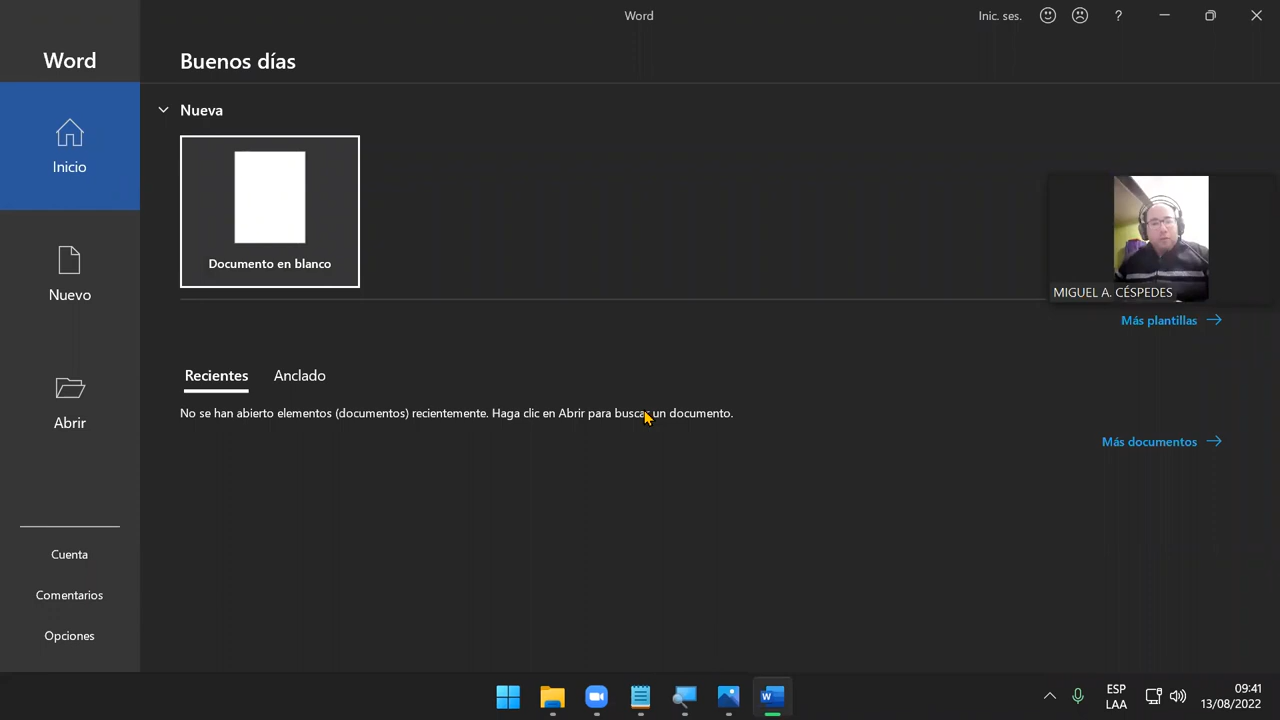 Word
Inic. ses.
Word
Buenos días
Nueva
Inicio
Documento en blanco
Nuevo
MIGUEL A. CÉSPEDES
Más plantillas
Recientes
Anclado
Abrir
No se han abierto elementos (documentos) recientemente. Haga clic en Abrir para buscar un documento.
Más documentos
Cuenta
Comentarios
Opciones
ESP
LAA
09:41
13/08/2022